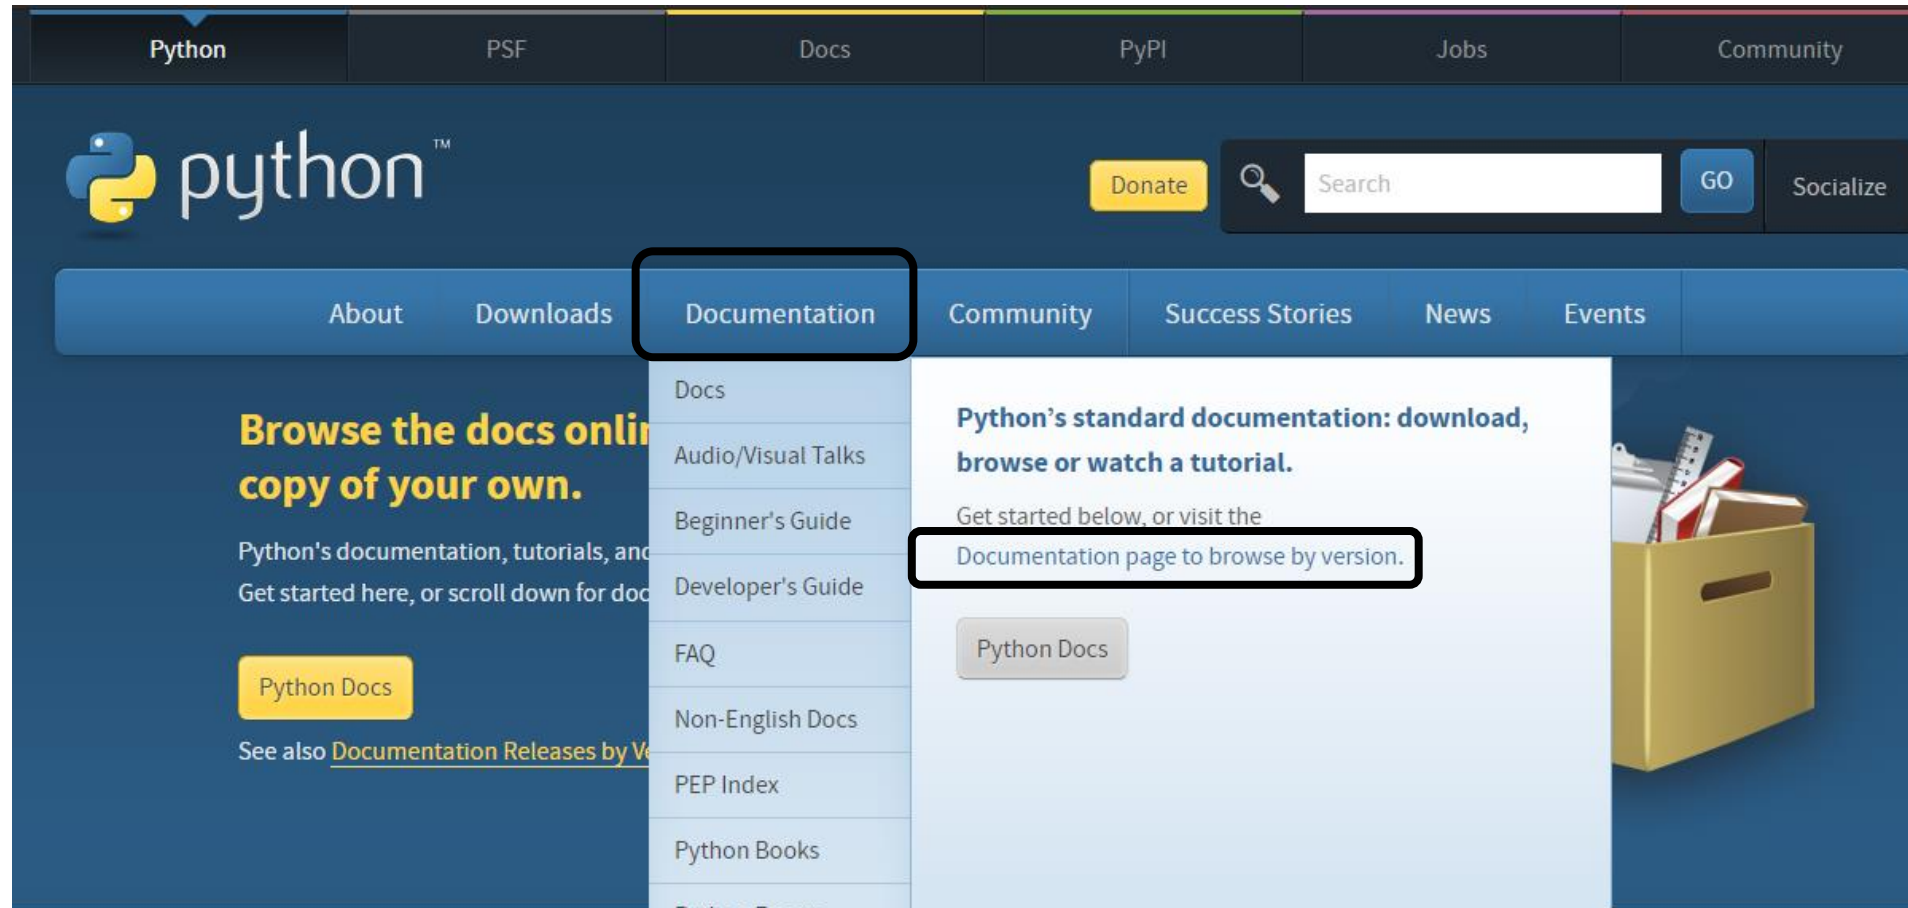 Python PSF Docs PyPI Jobs Community
python™
Donate Search GO Socialize
About Downloads Documentation Community Success Stories News Events
Browse the docs onlin
copy of your own.
Python's documentation, tutorials, and
Get started here, or scroll down for doc
Python Docs
See also Documentation Releases by Ve
Docs
Audio/Visual Talks
Beginner's Guide
Developer's Guide
FAQ
Non-English Docs
PEP Index
Python Books
Python’s standard documentation: download,
browse or watch a tutorial.
Get started below, or visit the
Documentation page to browse by version.
Python Docs